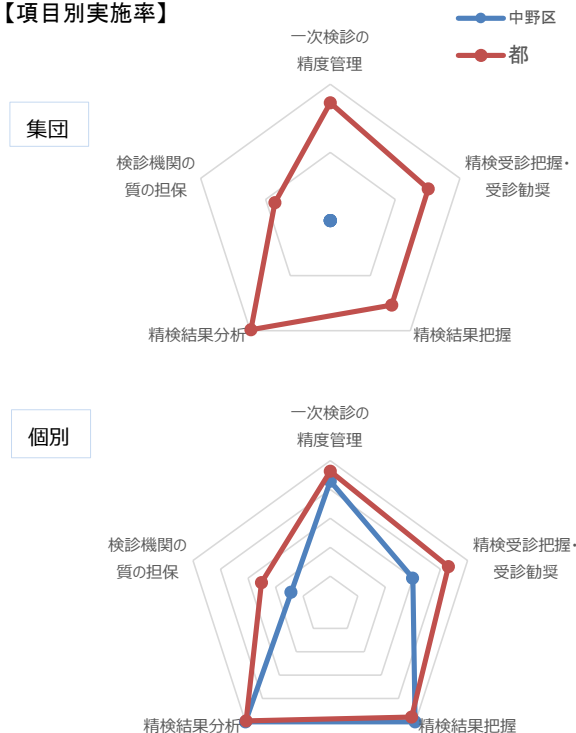 【項目別実施率】
中野区
都
集団
一次検診の
精度管理
精検受診把握・
受診勧奨
精検結果把握
精検結果分析
検診機関の
質の担保
個別
一次検診の
精度管理
精検受診把握・
受診勧奨
精検結果把握
精検結果分析
検診機関の
質の担保